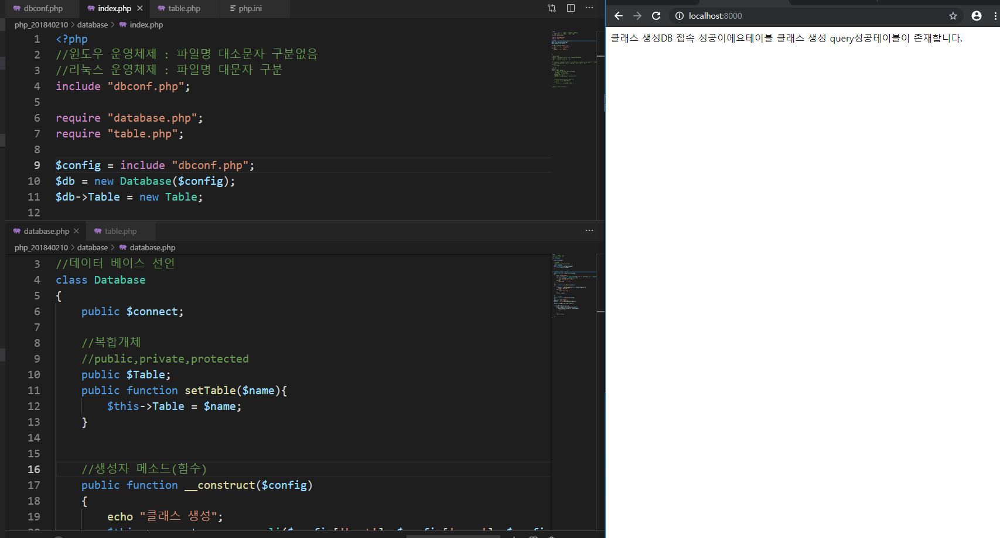 dbconf.php
index.php
table.php
php.ini
php_201840210 > database > index.php
1 <?php
2 //윈도우 운영체제 : 파일명 대소문자 구분없음
3 //리눅스 운영체제 : 파일명 대문자 구분
4 include "dbconf.php";
5
6 require "database.php";
7 require "table.php";
8
9 $config = include "dbconf.php";
10 $db = new Database($config);
11 $db->Table = new Table;
12
database.php
table.php
php_201840210 > database > database.php
3 //데이터 베이스 선언
4 class Database
5 {
6 public $connect;
7
8 //복합개체
9 //public,private,protected
10 public $Table;
11 public function setTable($name){
12 $this->Table = $name;
13 }
14
15
16 //생성자 메소드(함수)
17 public function __construct($config)
18 {
19 echo "클래스 생성";
localhost:8000
클래스 생성DB 접속 성공이에요테이블 클래스 생성 query성공테이블이 존재합니다.